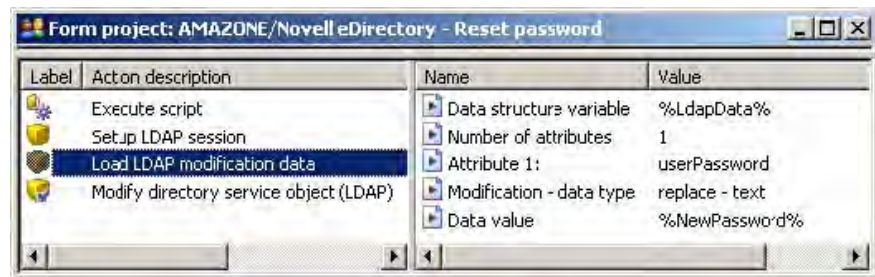 Form project: AMAZONE/Novell eDirectory - Reset password
Label Acton description
Execute script
Setup LDAP session
Load LDAP modification data
Modify directory service object (LDAP)
Name Value
Data structure variable %LdapData%
Number of attributes 1
Attribute 1: userPassword
Modification - data type replace - text
Data value %NewPassword%